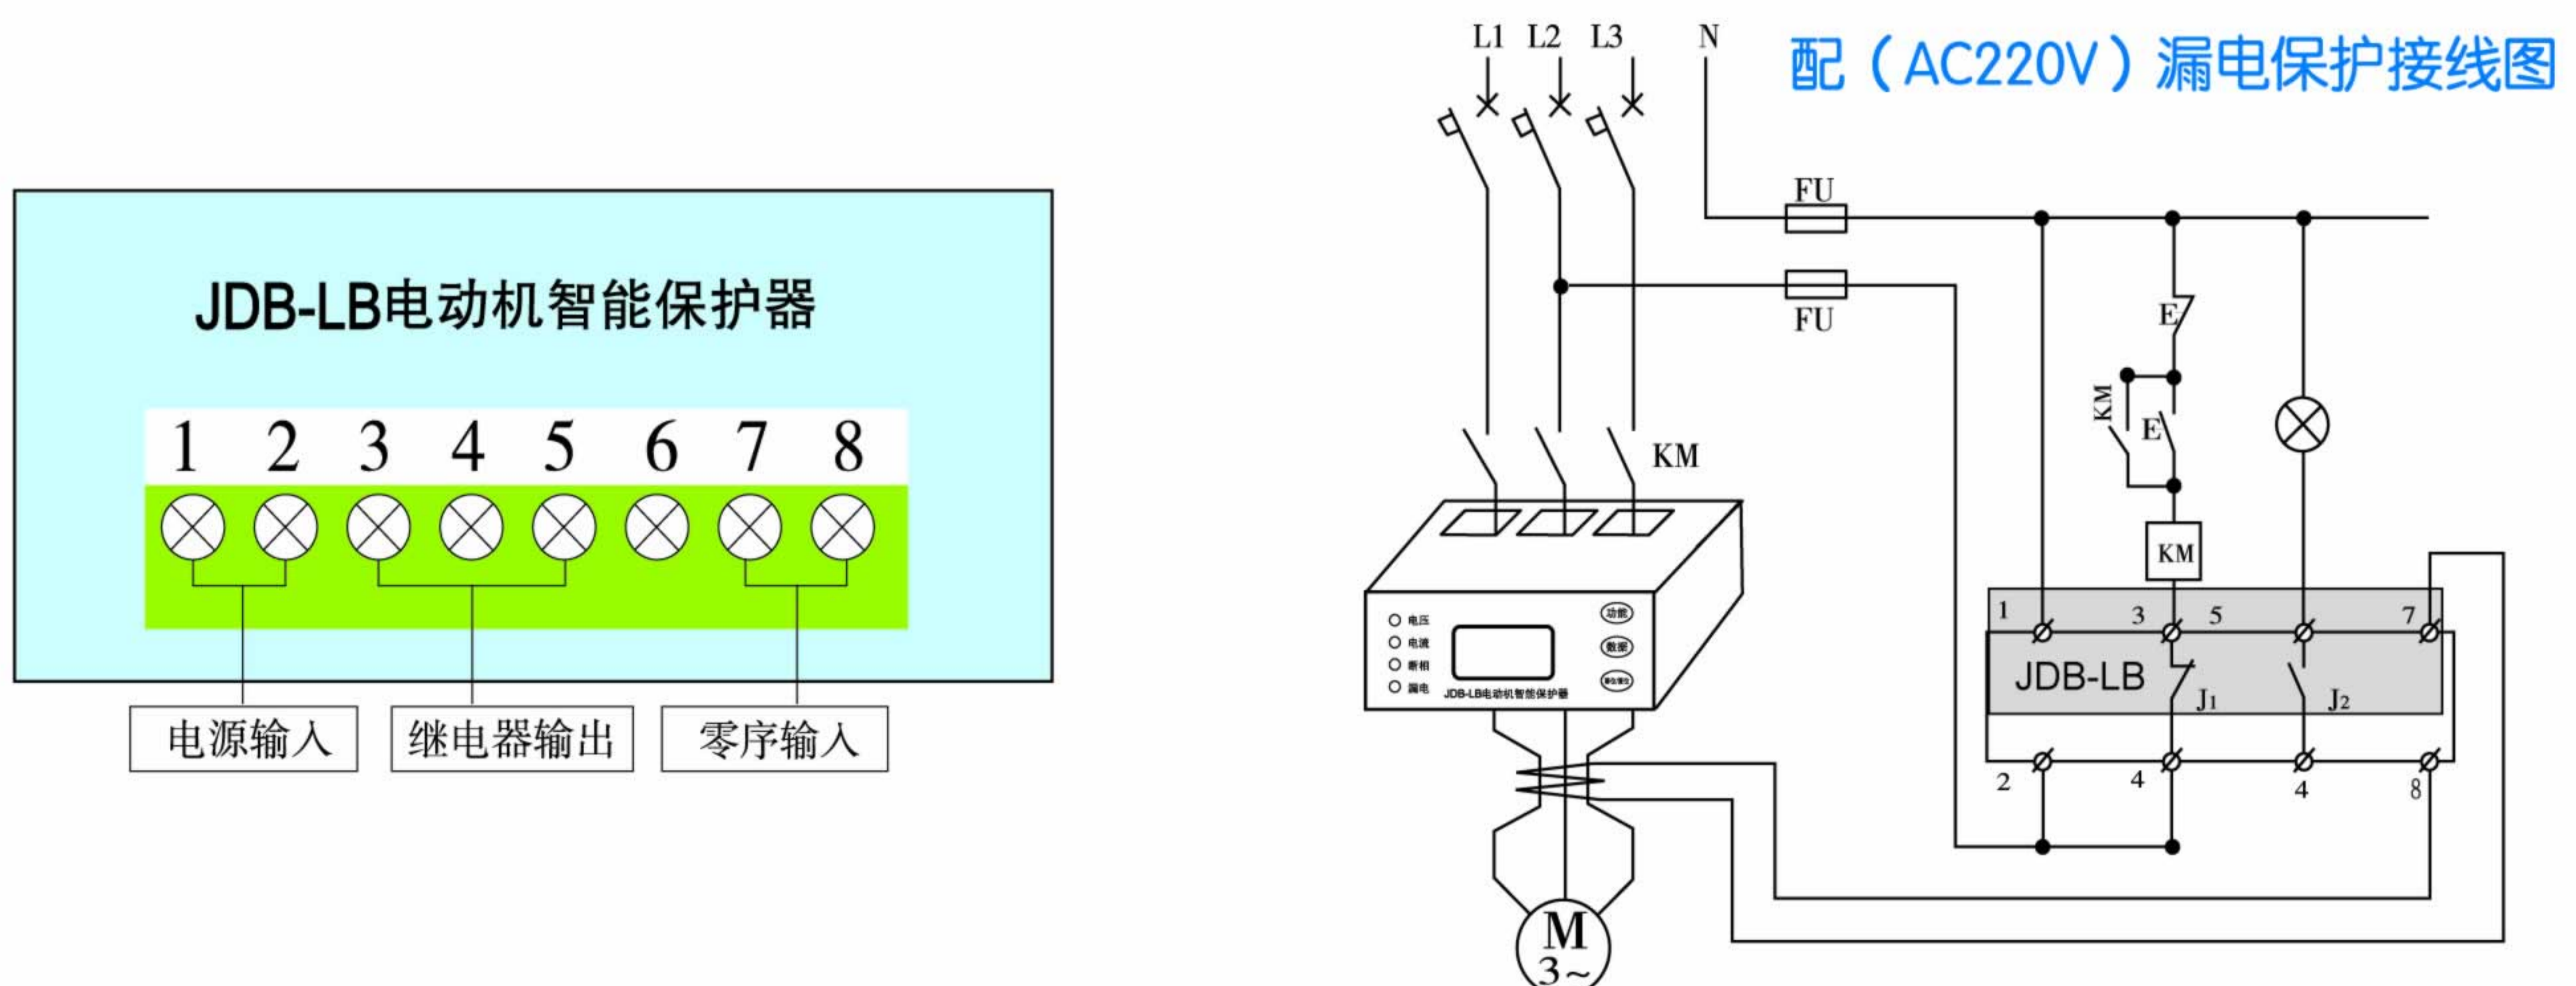 JDB-LB电动机智能保护器
1 2 3 4 5 6 7 8
电源输入
继电器输出
零序输入
配（AC220V）漏电保护接线图
L1 L2 L3 N
FU
FU
E
KM
E
KM
KM
电压
电流
断相
漏电
功能
数据
JDB-LB电动机智能保护器
1 3 5 7
JDB-LB
J1
J2
2 4 4 8
M
3~